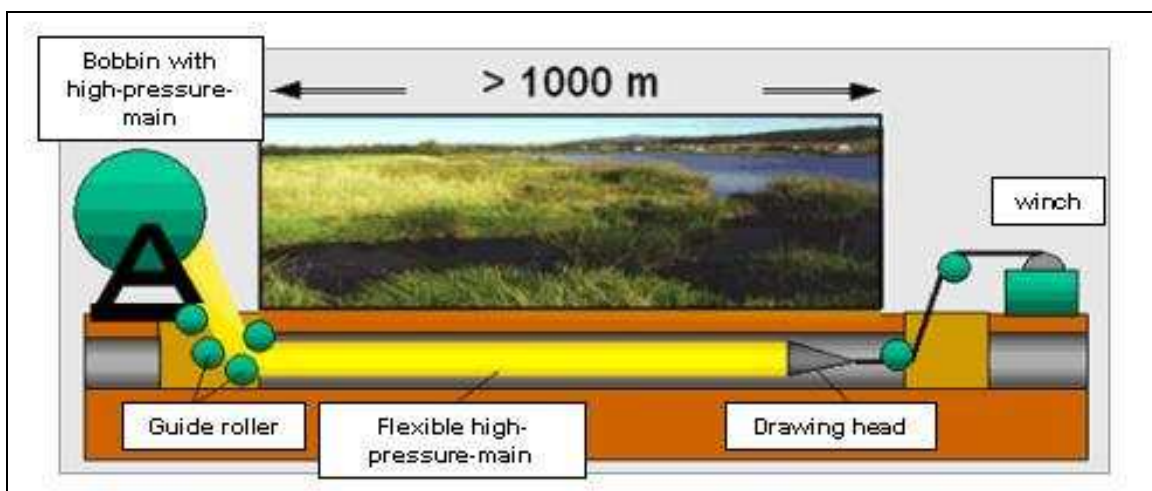 Bobbin with
high-pressure-
main
> 1000 m
winch
Guide roller
Flexible high-
pressure-main
Drawing head